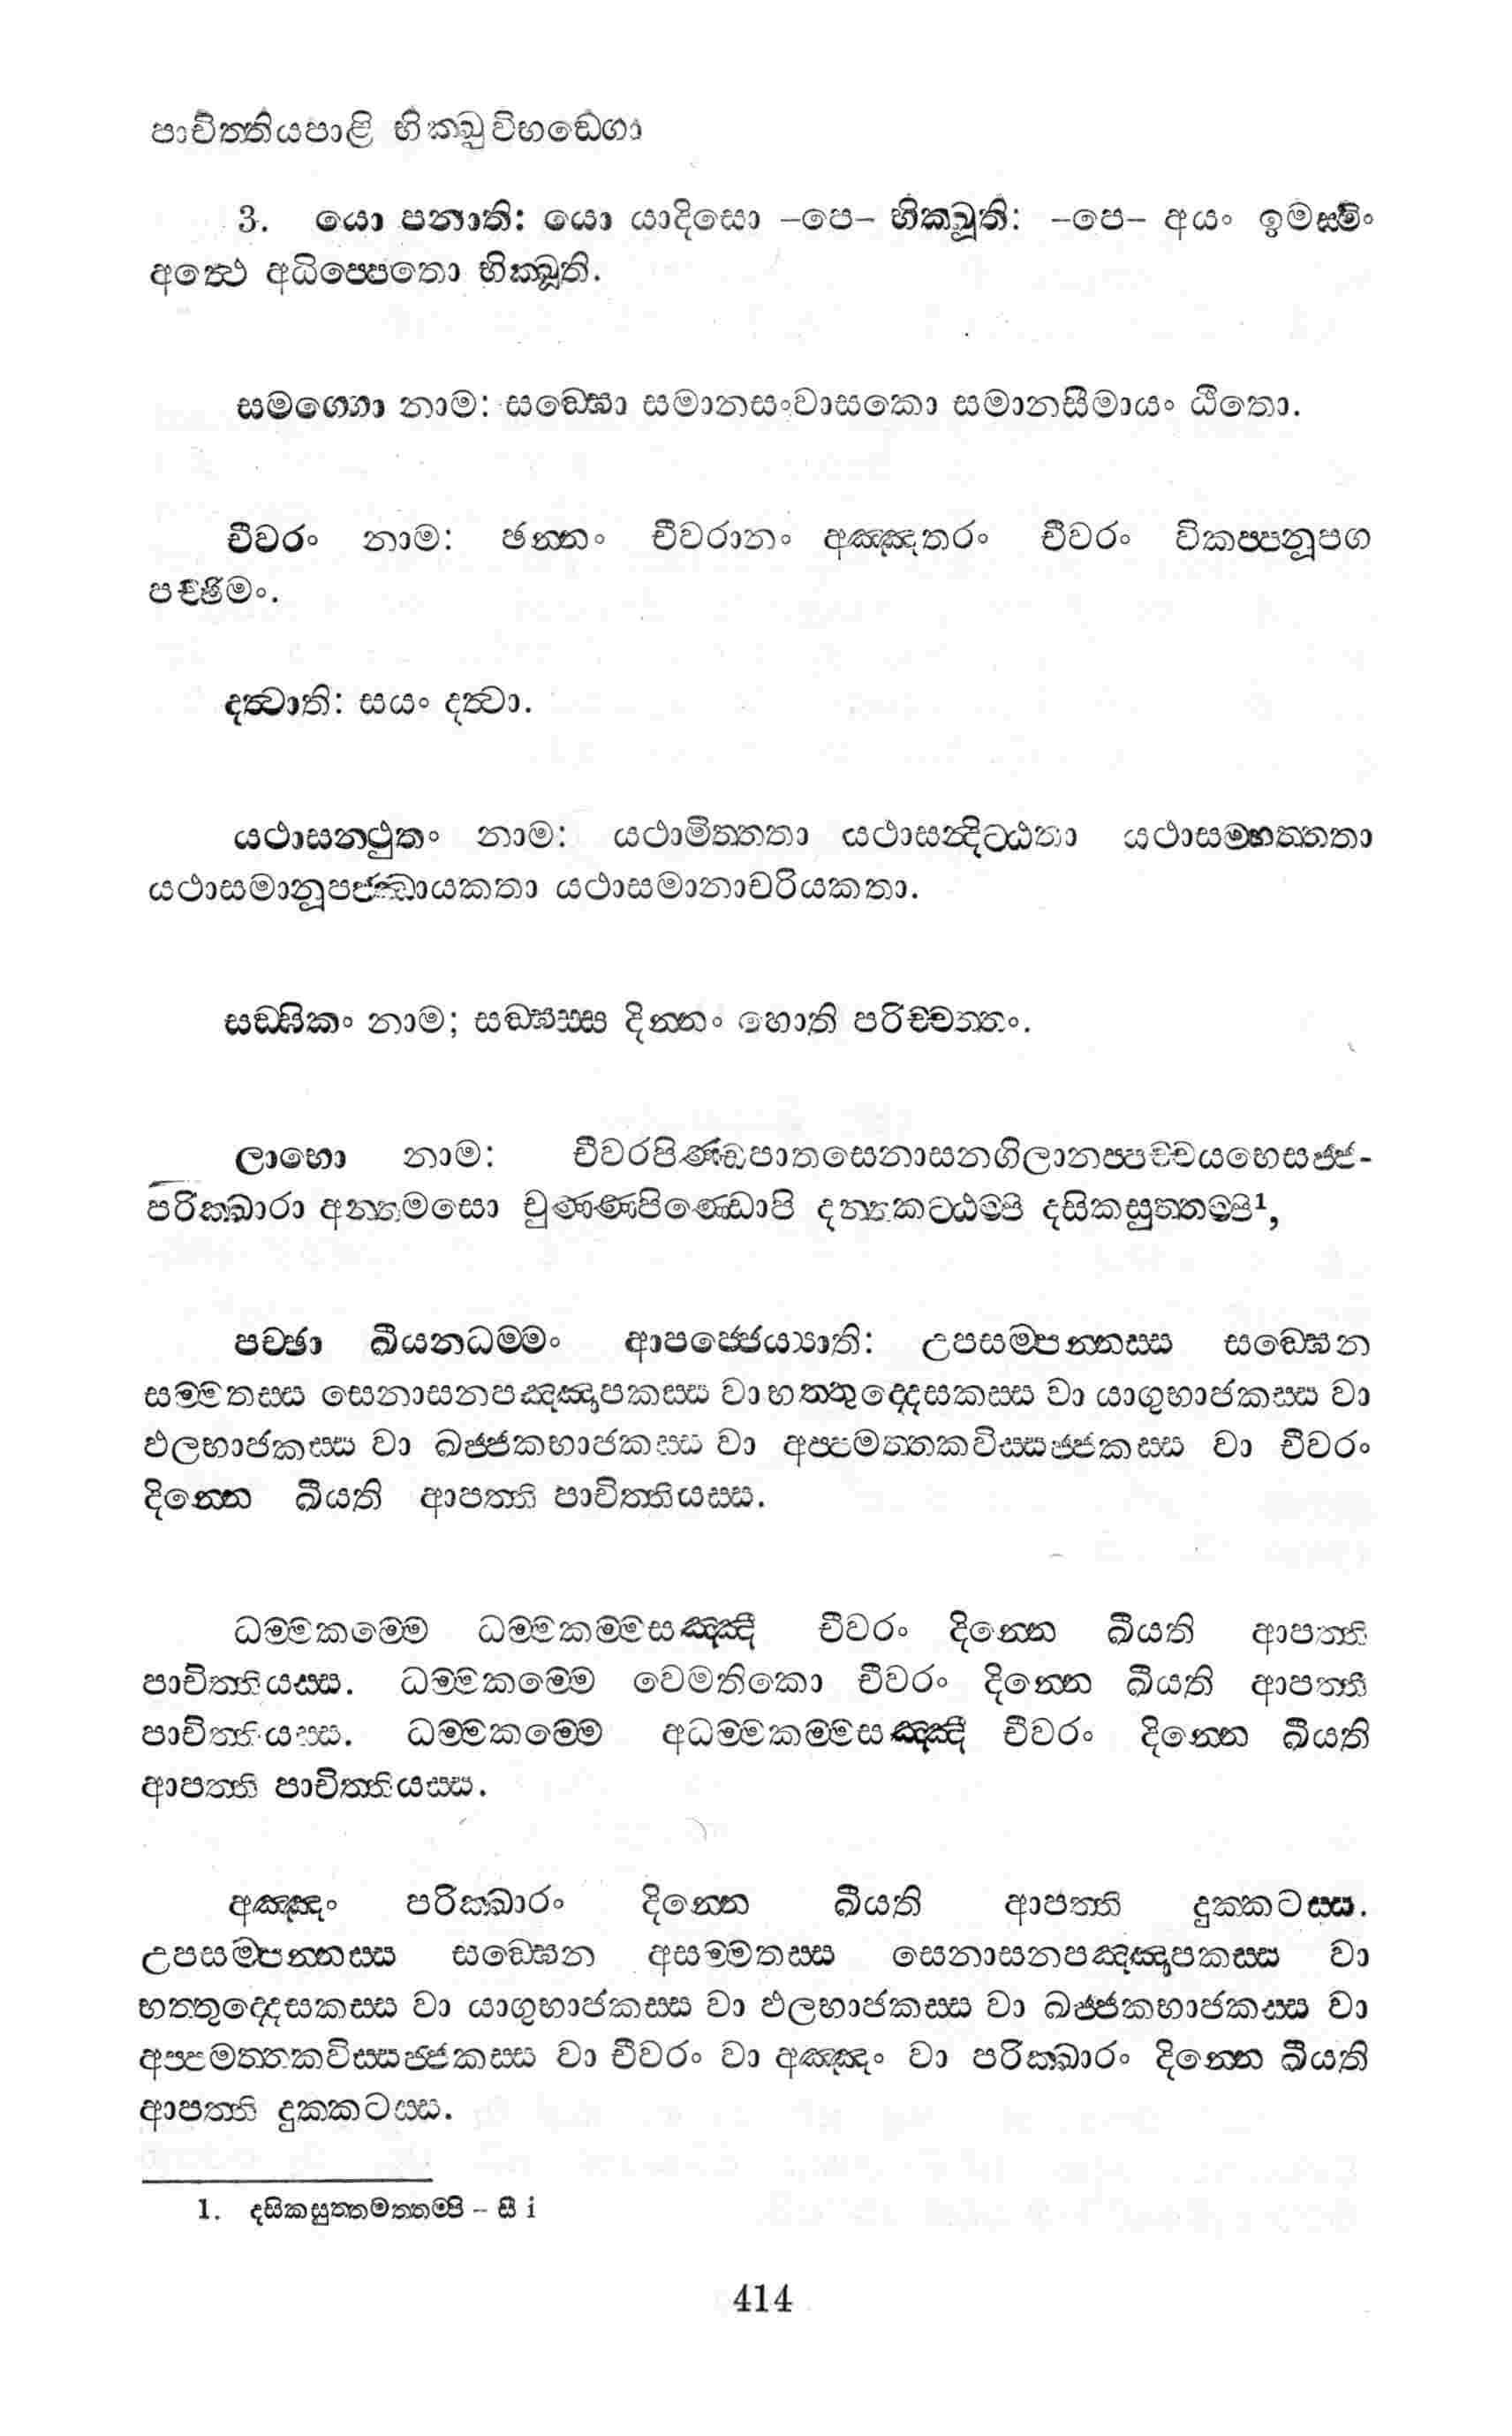 පාචිත්තියපාළි භික්ඛුවිභඞ්ගො
3. යො පනාති: යො යාදිසො –පෙ– භික්ඛූති: –පෙ– අයං ඉමස්මිං
අත්ථෙ අධිප්පෙතො භික්ඛූති.
සමග්ගො නාම: සඞ්ඝො සමානසංවාසකො සමානසීමායං ඨිතො.
චීවරං නාම: ඡන්නං චීවරානං අඤ්ඤතරං චීවරං විකප්පනූපග
පච්ඡිමං.
දත්වාති: සයං දත්වා.
යථාසන්ථුතං නාම: යථාමිත්තතා යථාසන්දිට්ඨතා යථාසම්භත්තතා
යථාසමානූපජ්ඣායකතා යථාසමානාචරියකතා.
සඞ්ඝිකං නාම; සඞ්ඝස්ස දින්නං හොති පරිච්චත්තං.
ලාභො නාම: චීවරපිණ්ඩපාතසෙනාසනගිලානප්පච්චයභෙසජ්ජ-
පරික්ඛාරා අන්තමසො චුණ්ණපිණ්ඩොපි දන්තකට්ඨම්පි දසිකසුත්තම්පි¹,
පච්ඡා ඛීයනධම්මං ආපජ්ජෙය්‍යාති: උපසම්පන්නස්ස සඞ්ඝෙන
සම්මතස්ස සෙනාසනපඤ්ඤාපකස්ස වා භත්තුද්දෙසකස්ස වා යාගුභාජකස්ස වා
ඵලභාජකස්ස වා ඛජ්ජකභාජකස්ස වා අප්පමත්තකවිස්සජ්ජකස්ස වා චීවරං
දින්නෙ ඛීයති ආපත්ති පාචිත්තියස්ස.
ධම්මකම්මෙ ධම්මකම්මසඤ්ඤී චීවරං දින්නෙ ඛීයති ආපත්ති
පාචිත්තියස්ස. ධම්මකම්මෙ වෙමතිකො චීවරං දින්නෙ ඛීයති ආපත්ති
පාචිත්තියස්ස. ධම්මකම්මෙ අධම්මකම්මසඤ්ඤී චීවරං දින්නෙ ඛීයති
ආපත්ති පාචිත්තියස්ස.
අඤ්ඤං පරික්ඛාරං දින්නෙ ඛීයති ආපත්ති දුක්කටස්ස.
උපසම්පන්නස්ස සඞ්ඝෙන අසම්මතස්ස සෙනාසනපඤ්ඤාපකස්ස වා
භත්තුද්දෙසකස්ස වා යාගුභාජකස්ස වා ඵලභාජකස්ස වා ඛජ්ජකභාජකස්ස වා
අප්පමත්තකවිස්සජ්ජකස්ස වා චීවරං වා අඤ්ඤං වා පරික්ඛාරං දින්නෙ ඛීයති
ආපත්ති දුක්කටස්ස.
1. දසිකසුත්තමත්තම්පි – සී i
414